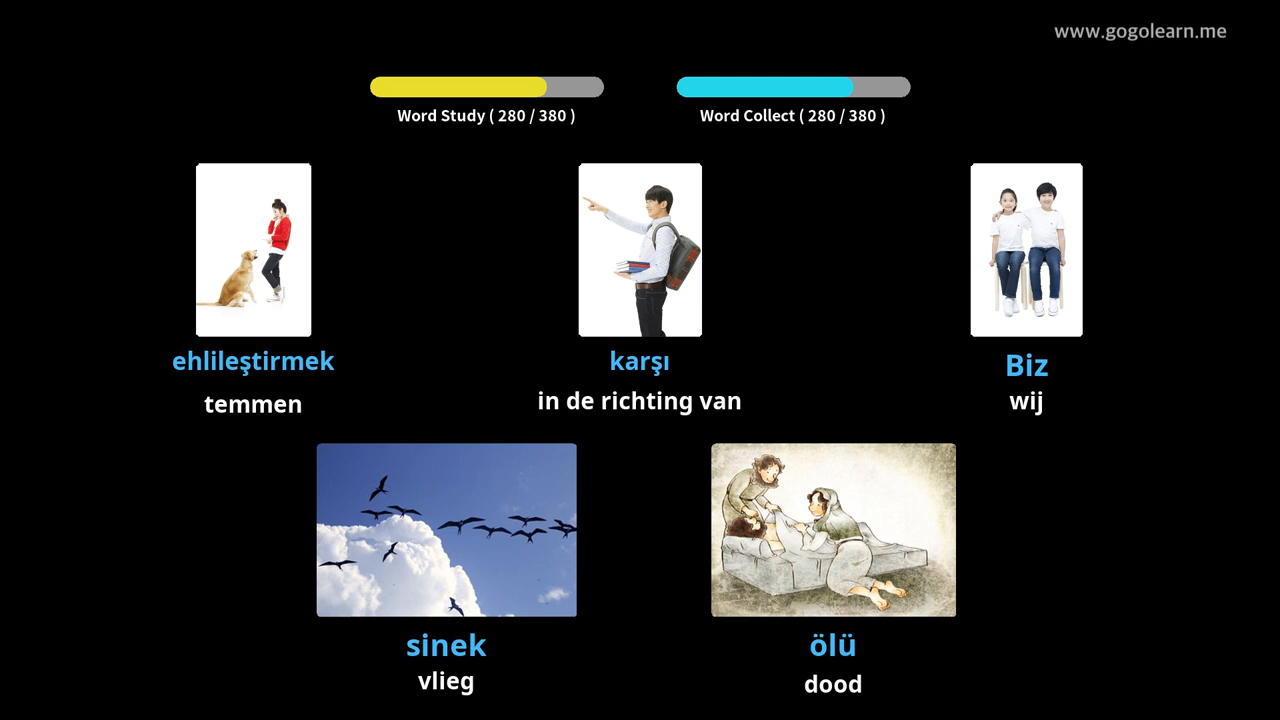 www.gogolearn.me
Word Study ( 280 / 380 )
Word Collect ( 280 / 380 )
ehlileştirmek
temmen
karşı
in de richting van
Biz
wij
sinek
vlieg
ölü
dood